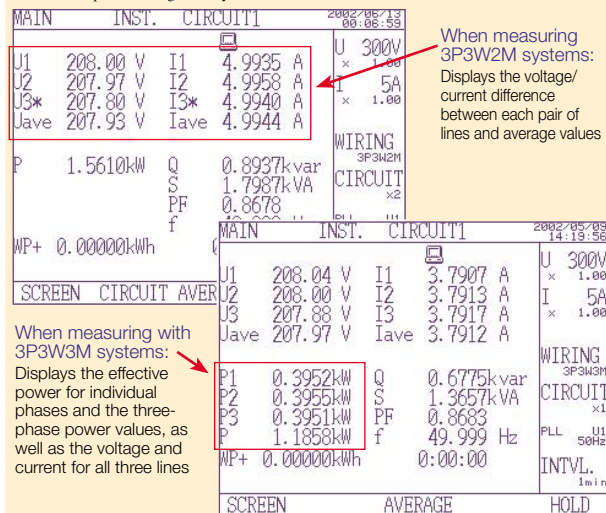 MAIN INST. CIRCUIT1 2002/06/13
00:06:59
U1 208.00 V I1 4.9935 A
U2 207.97 V I2 4.9958 A
U3* 207.80 V I3* 4.9940 A
Uave 207.93 V Iave 4.9944 A
P 1.5610kW Q 0.8937kvar
S 1.7987kVA
PF 0.8678
f
WP+ 0.00000kWh
SCREEN CIRCUIT AVER
U 300V
× 1.00
I 5A
× 1.00
WIRING
3P3W2M
CIRCUIT
×2
When measuring
3P3W2M systems:
Displays the voltage/
current difference
between each pair of
lines and average values
MAIN INST. CIRCUIT1 2002/05/09
14:19:56
U1 208.04 V I1 3.7907 A
U2 208.00 V I2 3.7913 A
U3 207.88 V I3 3.7917 A
Uave 207.97 V Iave 3.7912 A
P1 0.3952kW Q 0.6775kvar
P2 0.3955kW S 1.3657kVA
P3 0.3951kW PF 0.8683
P 1.1858kW f 49.999 Hz
WP+ 0.00000kWh 0:00:00
SCREEN AVERAGE HOLD
U 300V
× 1.00
I 5A
× 1.00
WIRING
3P3W3M
CIRCUIT
×1
PLL U1
50Hz
INTVL.
1min
When measuring with
3P3W3M systems:
Displays the effective
power for individual
phases and the three-
phase power values, as
well as the voltage and
current for all three lines